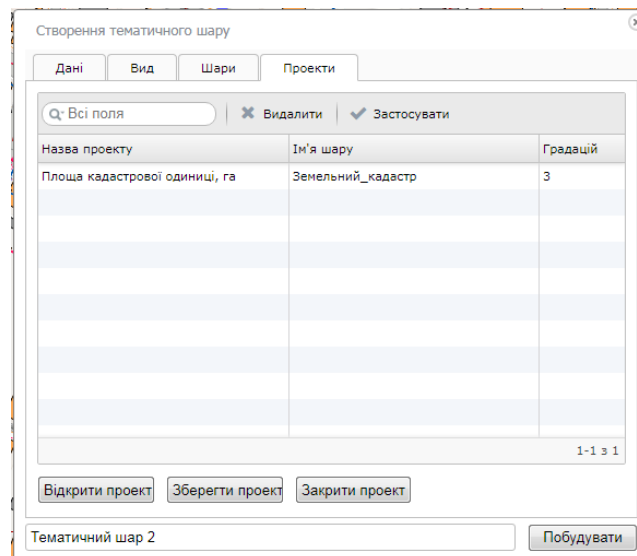 Створення тематичного шару
Дані Вид Шари Проекти
Всі поля Видалити Застосувати
Назва проекту Ім'я шару Градацій
Площа кадастрової одиниці, га Земельний_кадастр 3
1-1 з 1
Відкрити проект Зберегти проект Закрити проект
Тематичний шар 2 Побудувати